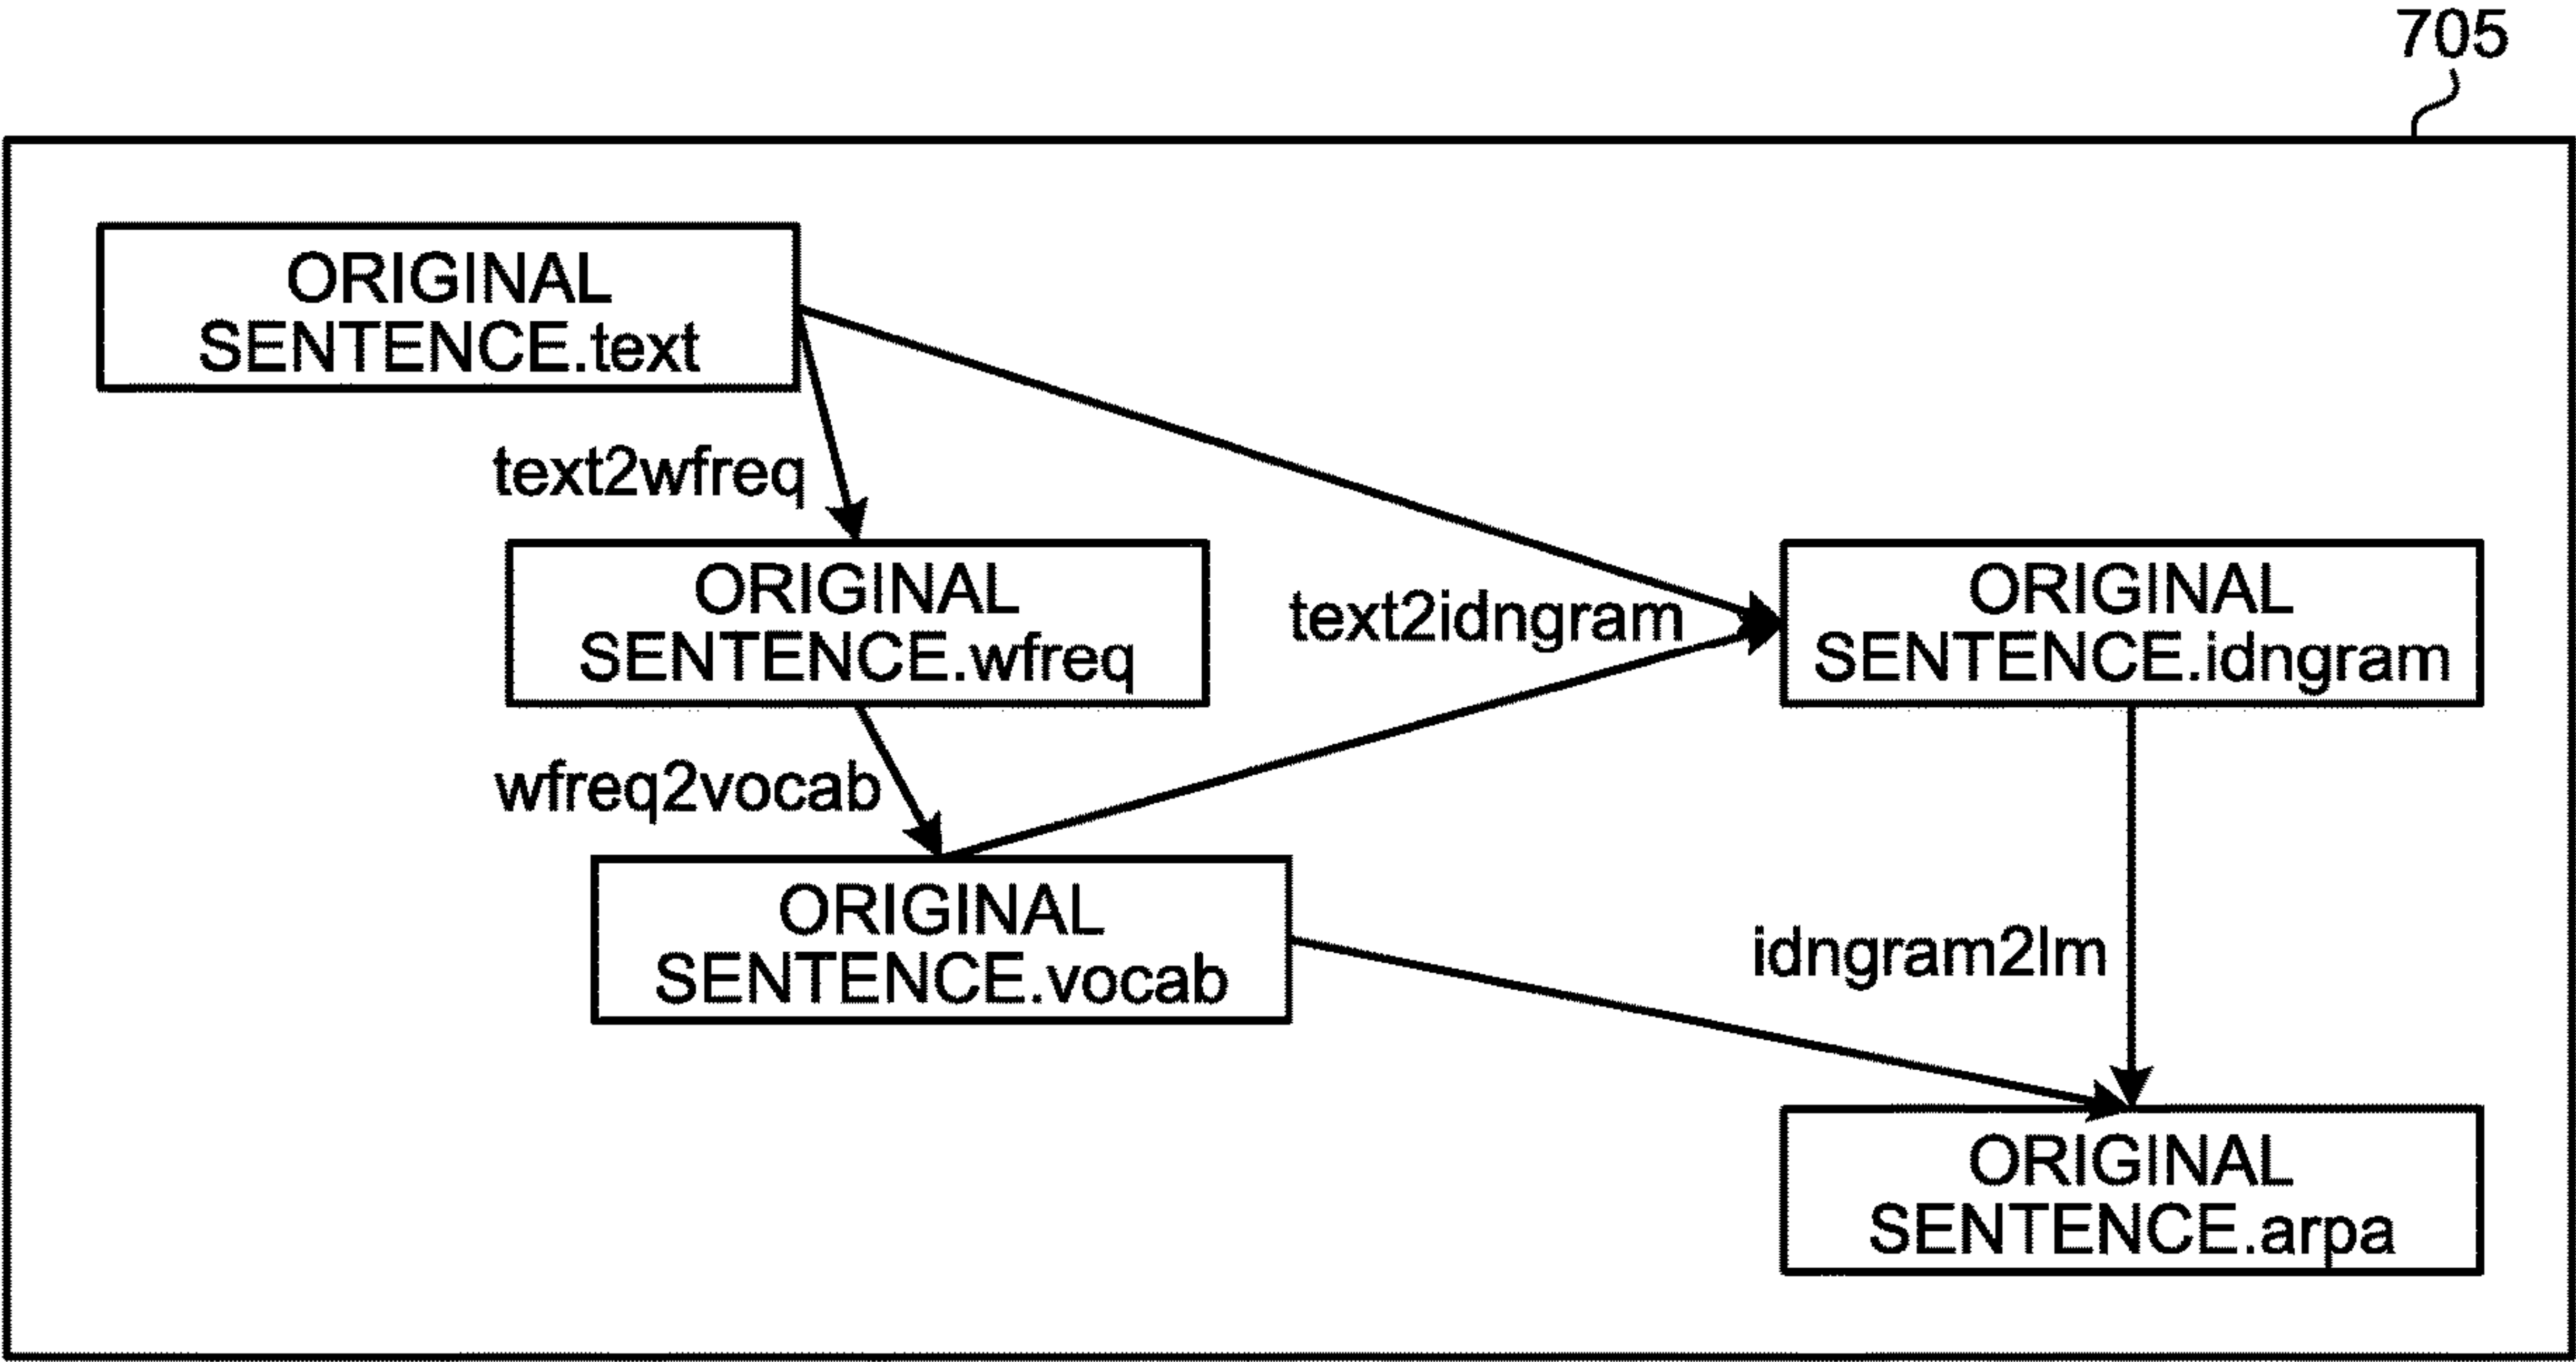 705
ORIGINAL
SENTENCE.text
text2wfreq
ORIGINAL
SENTENCE.wfreq
text2idngram
ORIGINAL
SENTENCE.idngram
wfreq2vocab
ORIGINAL
SENTENCE.vocab
idngram2lm
ORIGINAL
SENTENCE.arpa